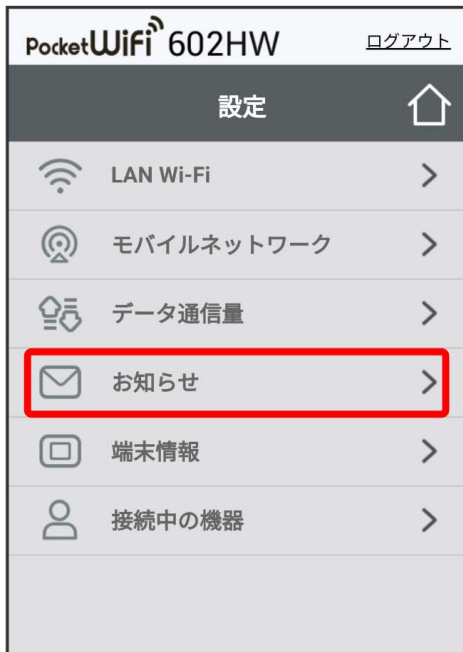 PocketWiFi 602HW ログアウト
設定
LAN Wi-Fi
モバイルネットワーク
データ通信量
お知らせ
端末情報
接続中の機器